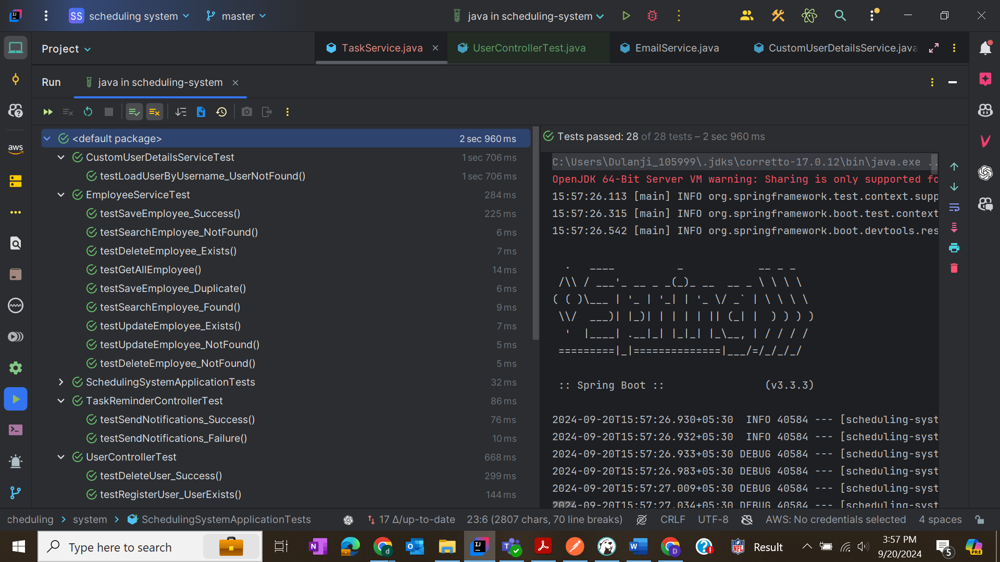 SS scheduling system master java in scheduling-system
Project TaskService.java UserControllerTest.java EmailService.java CustomUserDetailsService.java
Run java in scheduling-system
<default package> 2 sec 960 ms
CustomUserDetailsServiceTest 1 sec 706 ms
testLoadUserByUsername_UserNotFound() 1 sec 706 ms
EmployeeServiceTest 284 ms
testSaveEmployee_Success() 225 ms
testSearchEmployee_NotFound() 6 ms
testDeleteEmployee_Exists() 7 ms
testGetAllEmployee() 14 ms
testSaveEmployee_Duplicate() 6 ms
testSearchEmployee_Found() 9 ms
testUpdateEmployee_Exists() 7 ms
testUpdateEmployee_NotFound() 5 ms
testDeleteEmployee_NotFound() 5 ms
SchedulingSystemApplicationTests 32 ms
TaskReminderControllerTest 86 ms
testSendNotifications_Success() 76 ms
testSendNotifications_Failure() 10 ms
UserControllerTest 668 ms
testDeleteUser_Success() 299 ms
testRegisterUser_UserExists() 144 ms
Tests passed: 28 of 28 tests – 2 sec 960 ms
C:\Users\Dulanji_105999\.jdks\corretto-17.0.12\bin\java.exe ..
OpenJDK 64-Bit Server VM warning: Sharing is only supported fo
15:57:26.113 [main] INFO org.springframework.test.context.supp
15:57:26.315 [main] INFO org.springframework.boot.test.context
15:57:26.542 [main] INFO org.springframework.boot.devtools.res
  .   ____          _            __ _ _
 /\\ / ___'_ __ _ _(_)_ __  __ _ \ \ \ \
( ( )\___ | '_ | '_| | '_ \/ _` | \ \ \ \
 \\/  ___)| |_)| | | | | || (_| |  ) ) ) )
  '  |____| .__|_| |_|_| |_\__, | / / / /
 =========|_|==============|___/=/_/_/_/
:: Spring Boot :: (v3.3.3)
2024-09-20T15:57:26.930+05:30 INFO 40584 --- [scheduling-syst
2024-09-20T15:57:26.932+05:30 INFO 40584 --- [scheduling-syst
2024-09-20T15:57:26.933+05:30 DEBUG 40584 --- [scheduling-syst
2024-09-20T15:57:26.983+05:30 DEBUG 40584 --- [scheduling-syst
2024-09-20T15:57:27.009+05:30 DEBUG 40584 --- [scheduling-syst
2024-09-20T15:57:27.034+05:30 DEBUG 40584 --- [scheduling-syst
aws
cheduling > system > SchedulingSystemApplicationTests 17 Δ/up-to-date 23:6 (2807 chars, 70 line breaks) CRLF UTF-8 AWS: No credentials selected 4 spaces
Type here to search Result 3:57 PM
9/20/2024 5 PRE